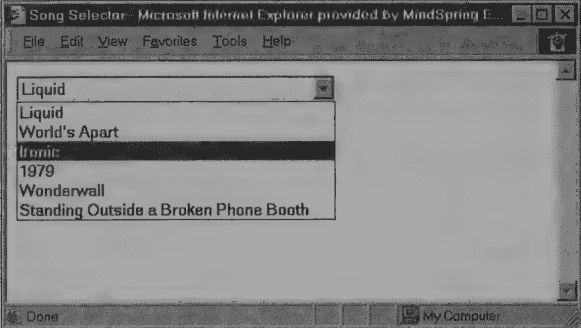 Song Selector - Microsoft Internet Explorer provided by MindSpring E...
File Edit View Favorites Tools Help
Liquid
Liquid
World's Apart
Ironic
1979
Wonderwall
Standing Outside a Broken Phone Booth
Done My Computer